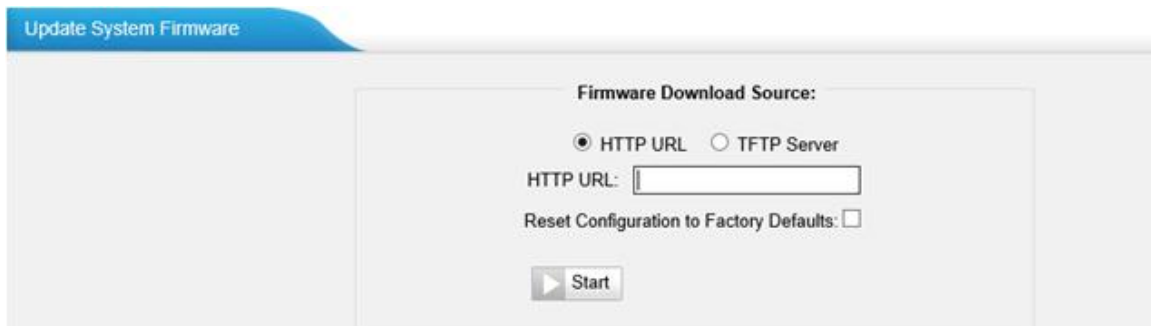 Update System Firmware
Firmware Download Source:
HTTP URL TFTP Server
HTTP URL:
Reset Configuration to Factory Defaults:
Start